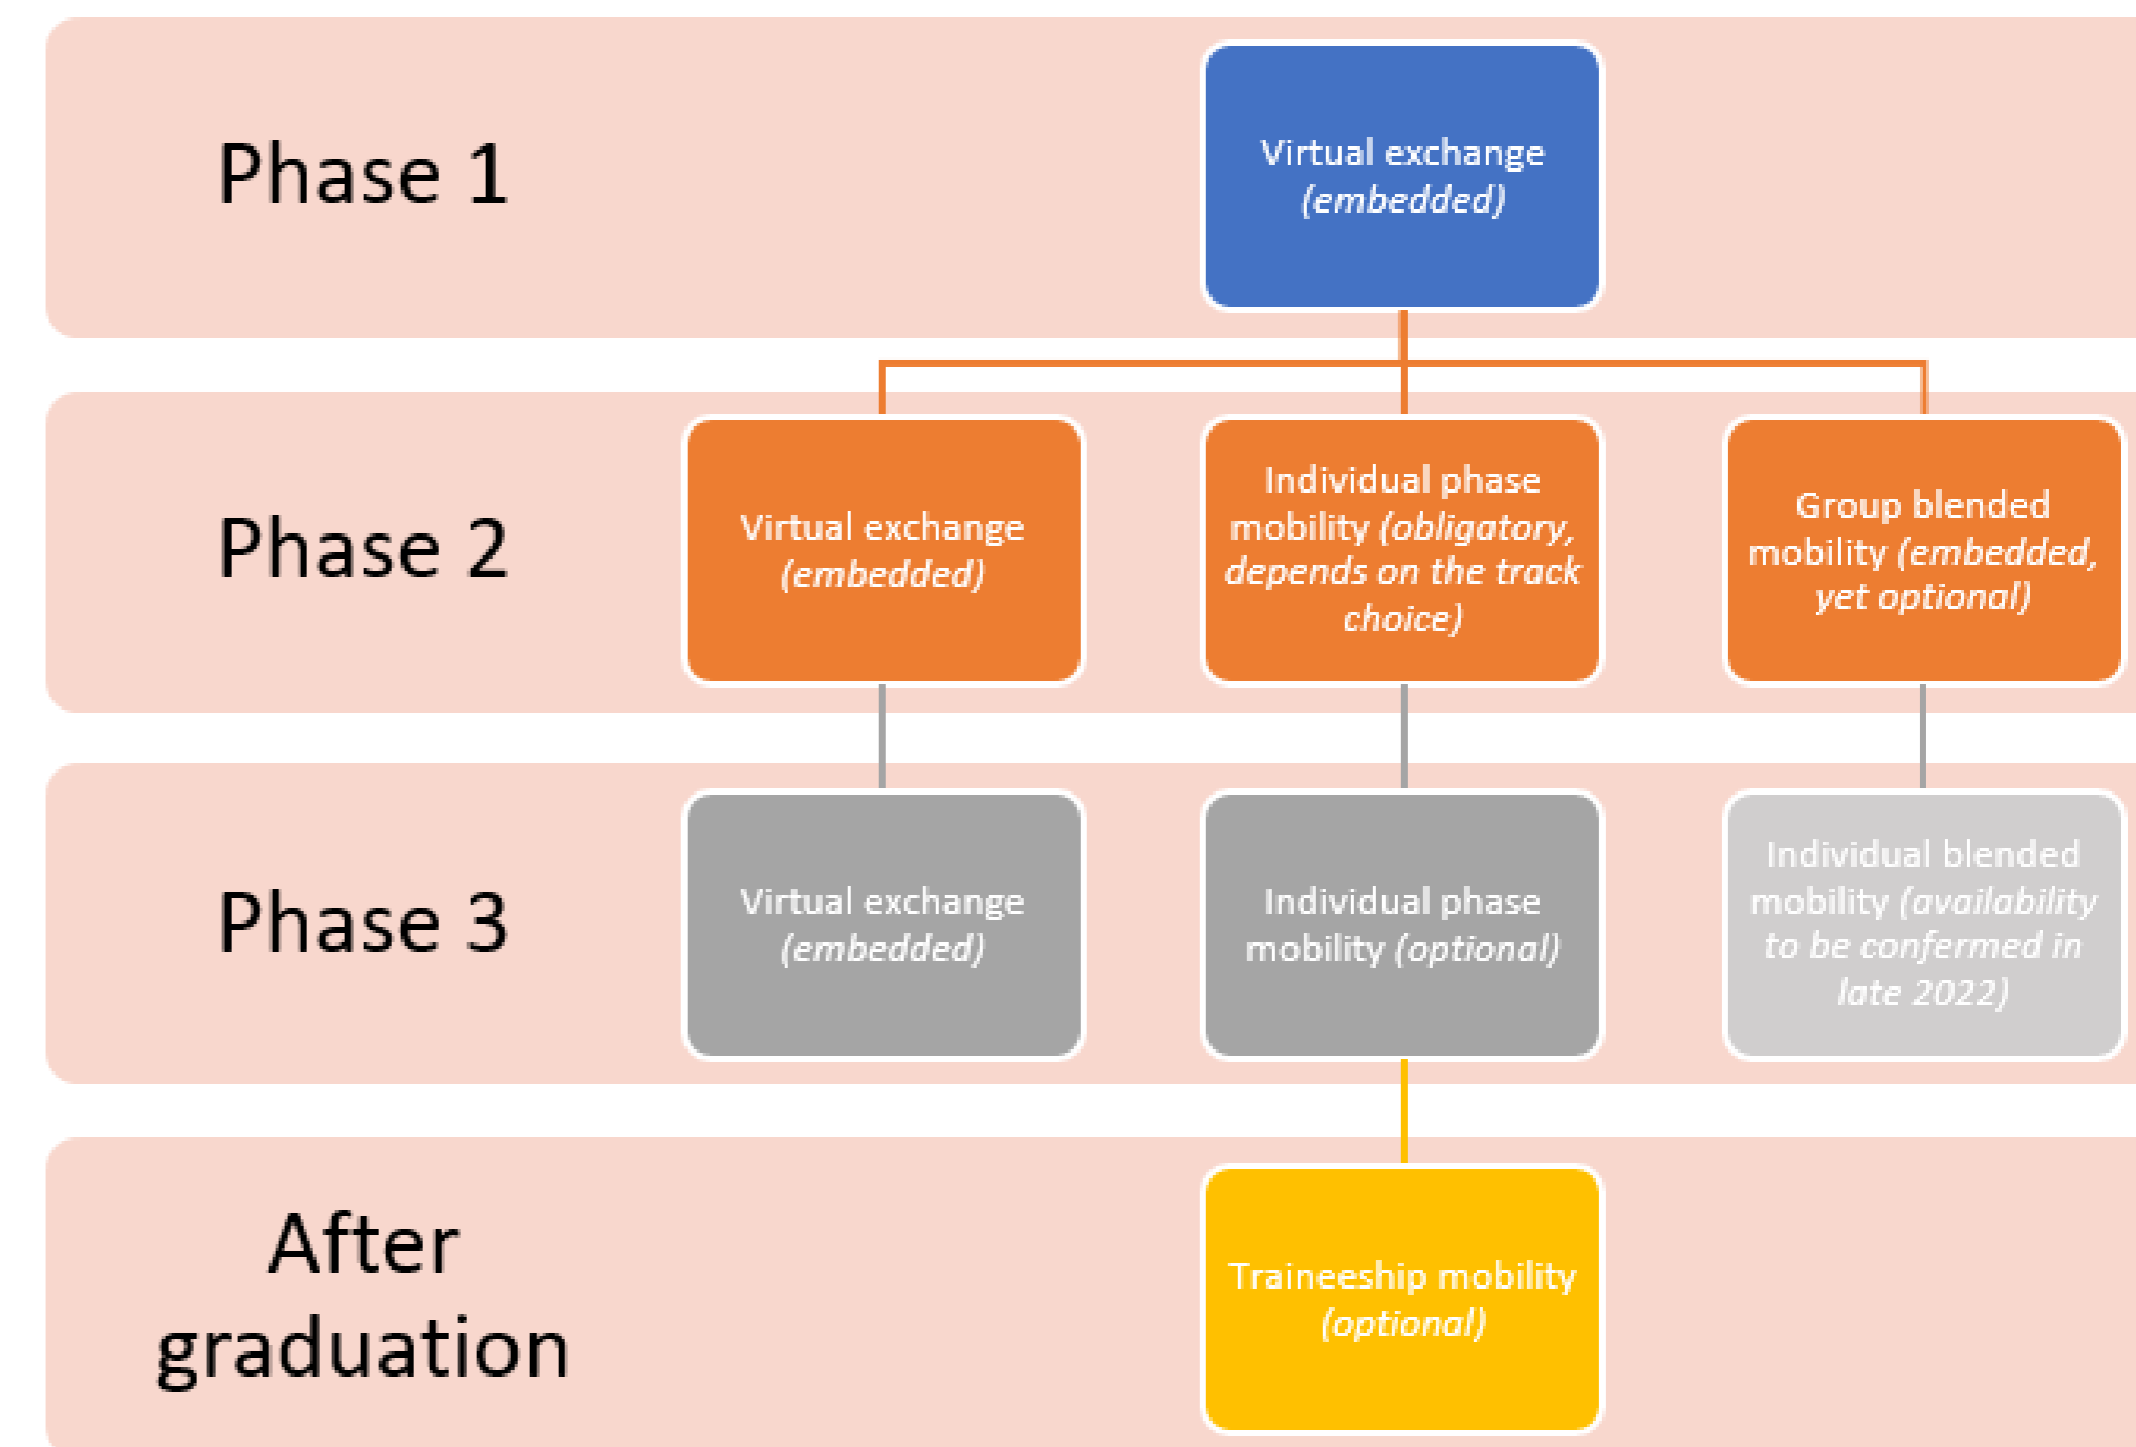 Phase 1
Virtual exchange
(embedded)
Phase 2
Virtual exchange
(embedded)
Individual phase
mobility (obligatory,
depends on the track
choice)
Group blended
mobility (embedded,
yet optional)
Phase 3
Virtual exchange
(embedded)
Individual phase
mobility (optional)
Individual blended
mobility (availability
to be confermed in
late 2022)
After
graduation
Traineeship mobility
(optional)